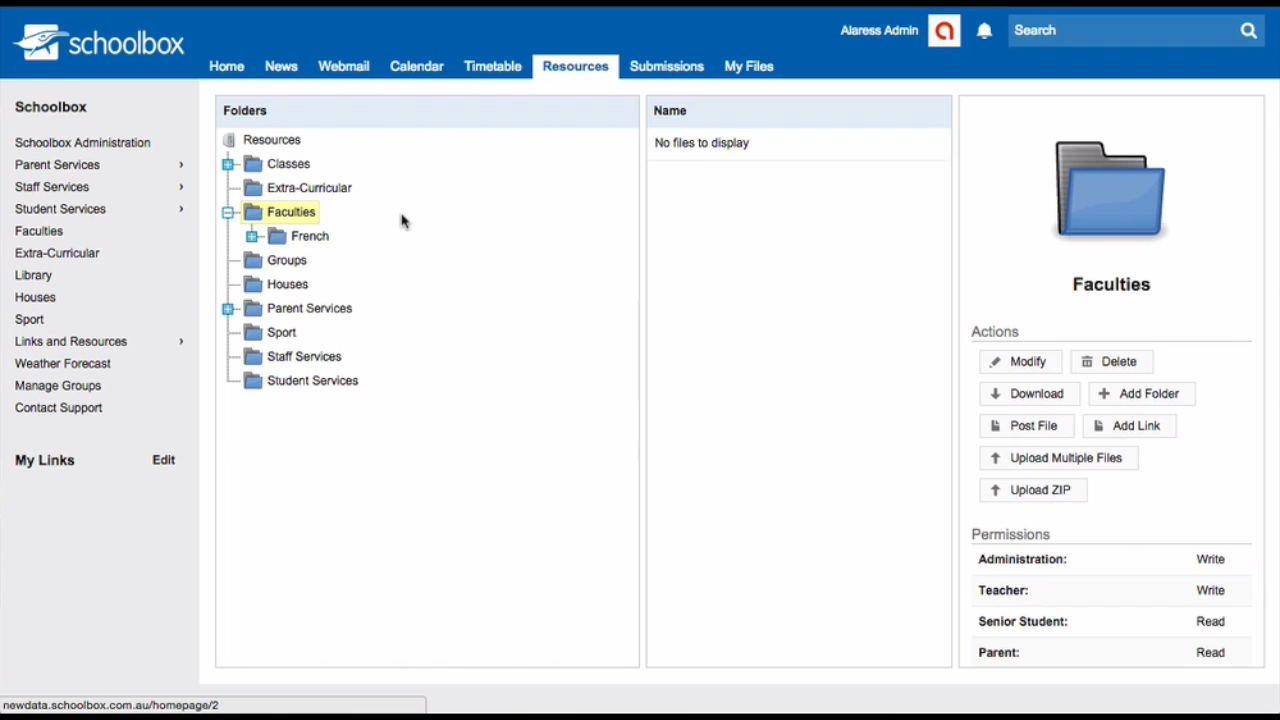 schoolbox
Alaress Admin
Search
Home News Webmail Calendar Timetable Resources Submissions My Files
Schoolbox
Schoolbox Administration
Parent Services
Staff Services
Student Services
Faculties
Extra-Curricular
Library
Houses
Sport
Links and Resources
Weather Forecast
Manage Groups
Contact Support
My Links Edit
Folders
Resources
Classes
Extra-Curricular
Faculties
French
Groups
Houses
Parent Services
Sport
Staff Services
Student Services
Name
No files to display
Faculties
Actions
Modify Delete
Download Add Folder
Post File Add Link
Upload Multiple Files
Upload ZIP
Permissions
Administration: Write
Teacher: Write
Senior Student: Read
Parent: Read
newdata.schoolbox.com.au/homepage/2